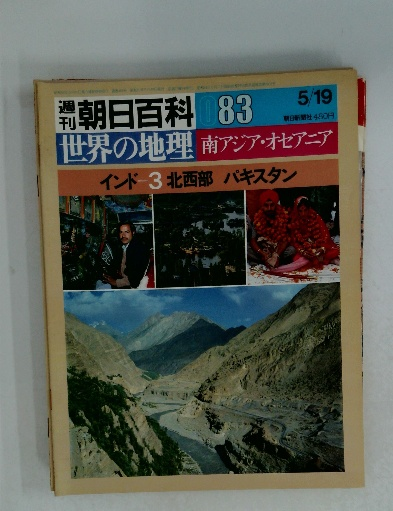 週刊朝日百科 083 5/19
朝日新聞社 480円
世界の地理 南アジア・オセアニア
インド 3 北西部 パキスタン